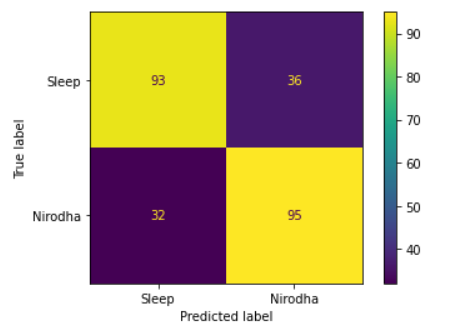 Sleep 93 36
Nirodha 32 95
Sleep Nirodha
Predicted label
True label
90
80
70
60
50
40